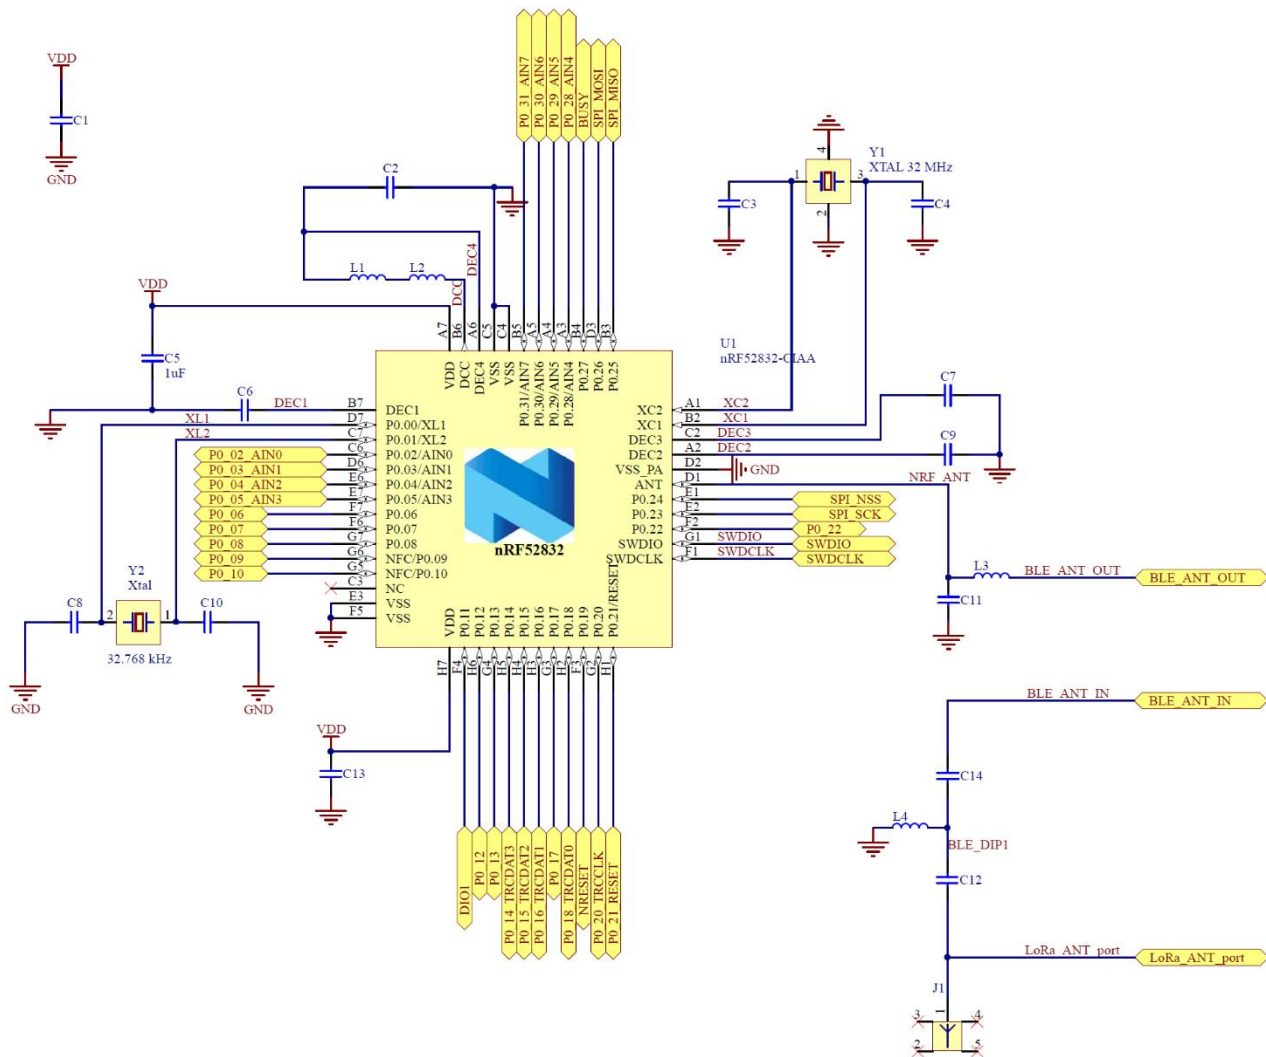 VDD
C1
GND
P0_31_AIN7
P0_30_AIN6
P0_29_AIN5
P0_28_AIN4
BUSY
SPI_MOSI
SPI_MISO
C2
L1
L2
DCC
DEC4
VDD
C5
1uF
C6
DEC1
XL1
XL2
4
1
3
2
Y1
XTAL 32 MHz
C3
C4
A7
B6
A6
C5
C4
B5
A5
A4
A3
B4
D3
B3
VDD
DCC
DEC4
VSS
VSS
P0.31/AIN7
P0.30/AIN6
P0.29/AIN5
P0.28/AIN4
P0.27
P0.26
P0.25
U1
nRF52832-CIAA
B7 DEC1
D7 P0.00/XL1
C7 P0.01/XL2
P0_02_AIN0 C6 P0.02/AIN0
P0_03_AIN1 D6 P0.03/AIN1
P0_04_AIN2 E6 P0.04/AIN2
P0_05_AIN3 E7 P0.05/AIN3
P0_06 F7 P0.06
P0_07 F6 P0.07
P0_08 G7 P0.08
P0_09 G6 NFC/P0.09
P0_10 G5 NFC/P0.10
C3 NC
E3 VSS
F5 VSS
nRF52832
XC2 A1 XC2
XC1 B2 XC1
DEC3 C2 DEC3
DEC2 A2 DEC2
VSS_PA D2 GND
ANT D1 NRF_ANT
P0.24 E1 SPI_NSS
P0.23 E2 SPI_SCK
P0.22 F2 P0_22
SWDIO G1 SWDIO SWDIO
SWDCLK F1 SWDCLK SWDCLK
C7
C9
L3
BLE_ANT_OUT
BLE_ANT_OUT
C11
Y2
Xtal
C8
2
1
C10
32.768 kHz
GND
GND
VDD
P0.11
P0.12
P0.13
P0.14
P0.15
P0.16
P0.17
P0.18
P0.19
P0.20
P0.21/RESET
H7
F4
H6
G4
H5
H4
H3
G3
H2
F3
G2
H1
VDD
C13
DIO1
P0_12
P0_13
P0_14_TRCDAT3
P0_15_TRCDAT2
P0_16_TRCDAT1
P0_17
P0_18_TRCDAT0
NRESET
P0_20_TRCCLK
P0_21_RESET
BLE_ANT_IN
BLE_ANT_IN
C14
L4
BLE_DIP1
C12
LoRa_ANT_port
LoRa_ANT_port
J1
1
3
4
2
5